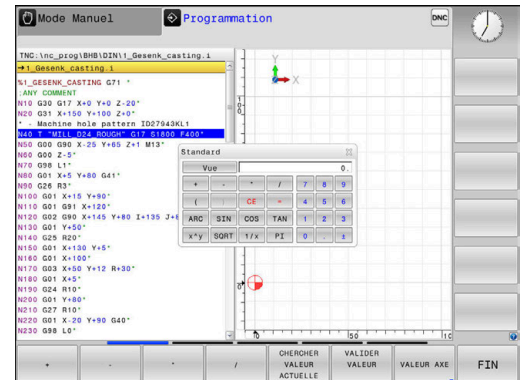 Mode Manuel
Programmation
DNC
TNC:\nc_prog\BHB\DIN\1_Gesenk_casting.i
→1_Gesenk_casting.i
%1_GESENK_CASTING G71 *
;ANY COMMENT
N10 G30 G17 X+0 Y+0 Z-20*
N20 G31 X+150 Y+100 Z+0*
* - Machine hole pattern ID27943KL1
N40 T "MILL_D24_ROUGH" G17 S1800 F400*
N50 G00 G90 X-25 Y+65 Z+1 M13*
N60 G00 Z-5*
N70 G98 L1*
N80 G01 X+5 Y+80 G41*
N90 G26 R3*
N100 G01 X+15 Y+90*
N110 G01 G91 X+120*
N120 G02 G90 X+145 Y+80 I+135 J+
N130 G01 Y+50*
N140 G25 R20*
N150 G01 X+130 Y+5*
N160 G01 X+100*
N170 G03 X+50 Y+12 R+30*
N180 G01 X+5*
N190 G24 R10*
N200 G01 Y+80*
N210 G27 R10*
N220 G01 X-20 Y+90 G40*
N230 G98 L0*
Y
X
Standard
Vue
0.
+ - * / 7 8 9
( ) CE = 4 5 6
ARC SIN COS TAN 1 2 3
x^y SQRT 1/x PI 0 . ±
0
50
+
-
*
/
CHERCHER
VALEUR
ACTUELLE
VALIDER
VALEUR
VALEUR AXE
FIN